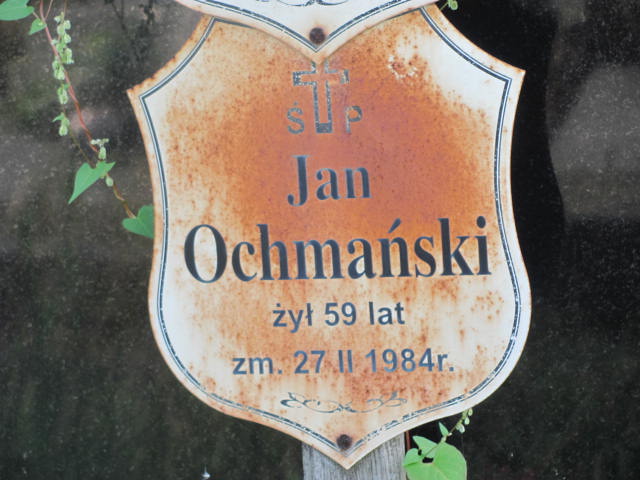 S P
Jan
Ochmański
żył 59 lat
zm. 27 II 1984r.